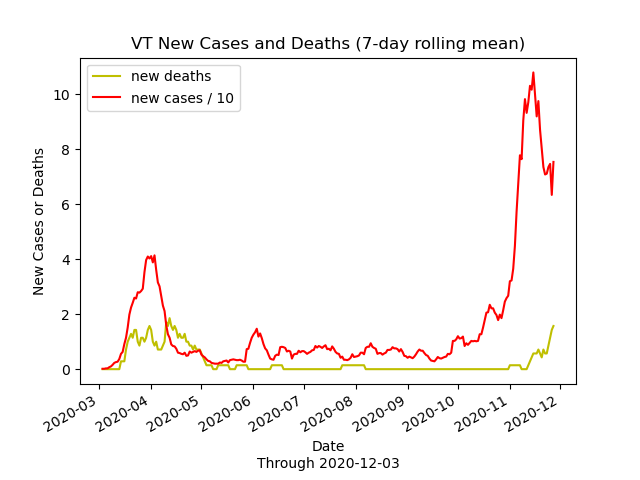 VT New Cases and Deaths (7-day rolling mean)
new deaths
new cases / 10
New Cases or Deaths
10
8
6
4
2
0
2020-03
2020-04
2020-05
2020-06
2020-07
2020-08
2020-09
2020-10
2020-11
2020-12
Date
Through 2020-12-03